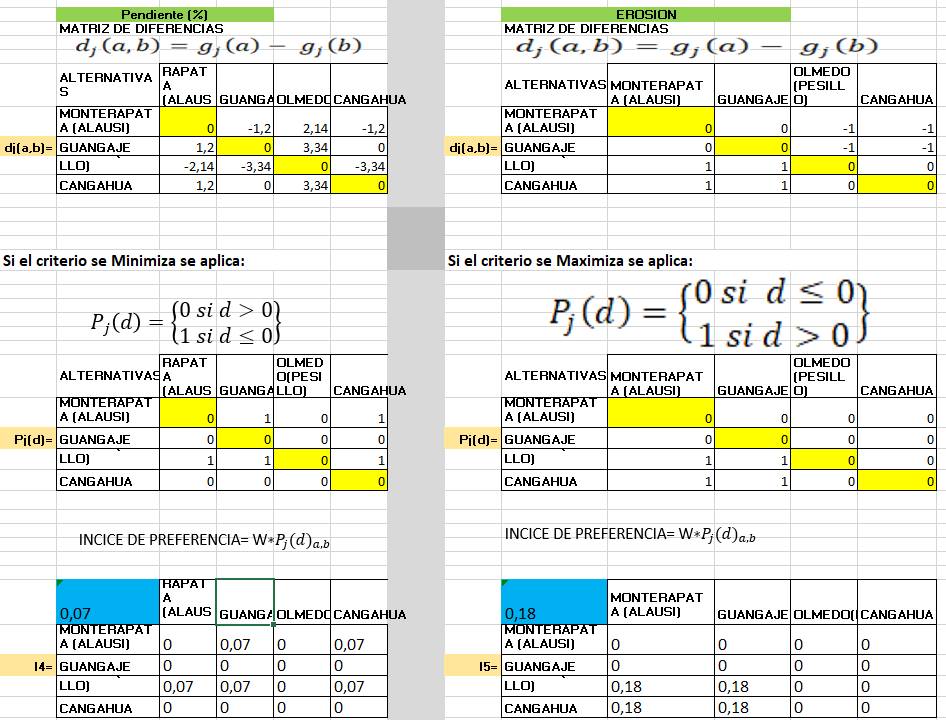 Pendiente (%)
MATRIZ DE DIFERENCIAS
d_j (a, b) = g_j (a) − g_j (b)
ALTERNATIVA S RAPAT A (ALAUS GUANGA OLMEDO CANGAHUA
MONTERAPAT A (ALAUSI) 0 -1,2 2,14 -1,2
dj(a,b)= GUANGAJE 1,2 0 3,34 0
LLO) -2,14 -3,34 0 -3,34
CANGAHUA 1,2 0 3,34 0
Si el criterio se Minimiza se aplica:
P_j(d) = {0 si d > 0
1 si d ≤ 0}
ALTERNATIVAS RAPAT A (ALAUS GUANGA OLMED O(PESI LLO) CANGAHUA
MONTERAPAT A (ALAUSI) 0 1 0 1
Pj(d)= GUANGAJE 0 0 0 0
LLO) 1 1 0 1
CANGAHUA 0 0 0 0
INCICE DE PREFERENCIA= W*P_j(d)_a,b
0,07 RAPAT A (ALAUS GUANGA OLMEDO CANGAHUA
MONTERAPAT A (ALAUSI) 0 0,07 0 0,07
I4= GUANGAJE 0 0 0 0
LLO) 0,07 0,07 0 0,07
CANGAHUA 0 0 0 0
EROSION
MATRIZ DE DIFERENCIAS
d_j (a, b) = g_j (a) − g_j (b)
ALTERNATIVAS MONTERAPAT A (ALAUSI) GUANGAJE OLMEDO (PESILL O) CANGAHUA
MONTERAPAT A (ALAUSI) 0 0 -1 -1
dj(a,b)= GUANGAJE 0 0 -1 -1
LLO) 1 1 0 0
CANGAHUA 1 1 0 0
Si el criterio se Maximiza se aplica:
P_j(d) = {0 si d ≤ 0
1 si d > 0}
ALTERNATIVAS MONTERAPAT A (ALAUSI) GUANGAJE OLMEDO (PESILL O) CANGAHUA
MONTERAPAT A (ALAUSI) 0 0 0 0
Pj(d)= GUANGAJE 0 0 0 0
LLO) 1 1 0 0
CANGAHUA 1 1 0 0
INCICE DE PREFERENCIA= W*P_j(d)_a,b
0,18 MONTERAPAT A (ALAUSI) GUANGAJE OLMEDO(( CANGAHUA
MONTERAPAT A (ALAUSI) 0 0 0 0
I5= GUANGAJE 0 0 0 0
LLO) 0,18 0,18 0 0
CANGAHUA 0,18 0,18 0 0